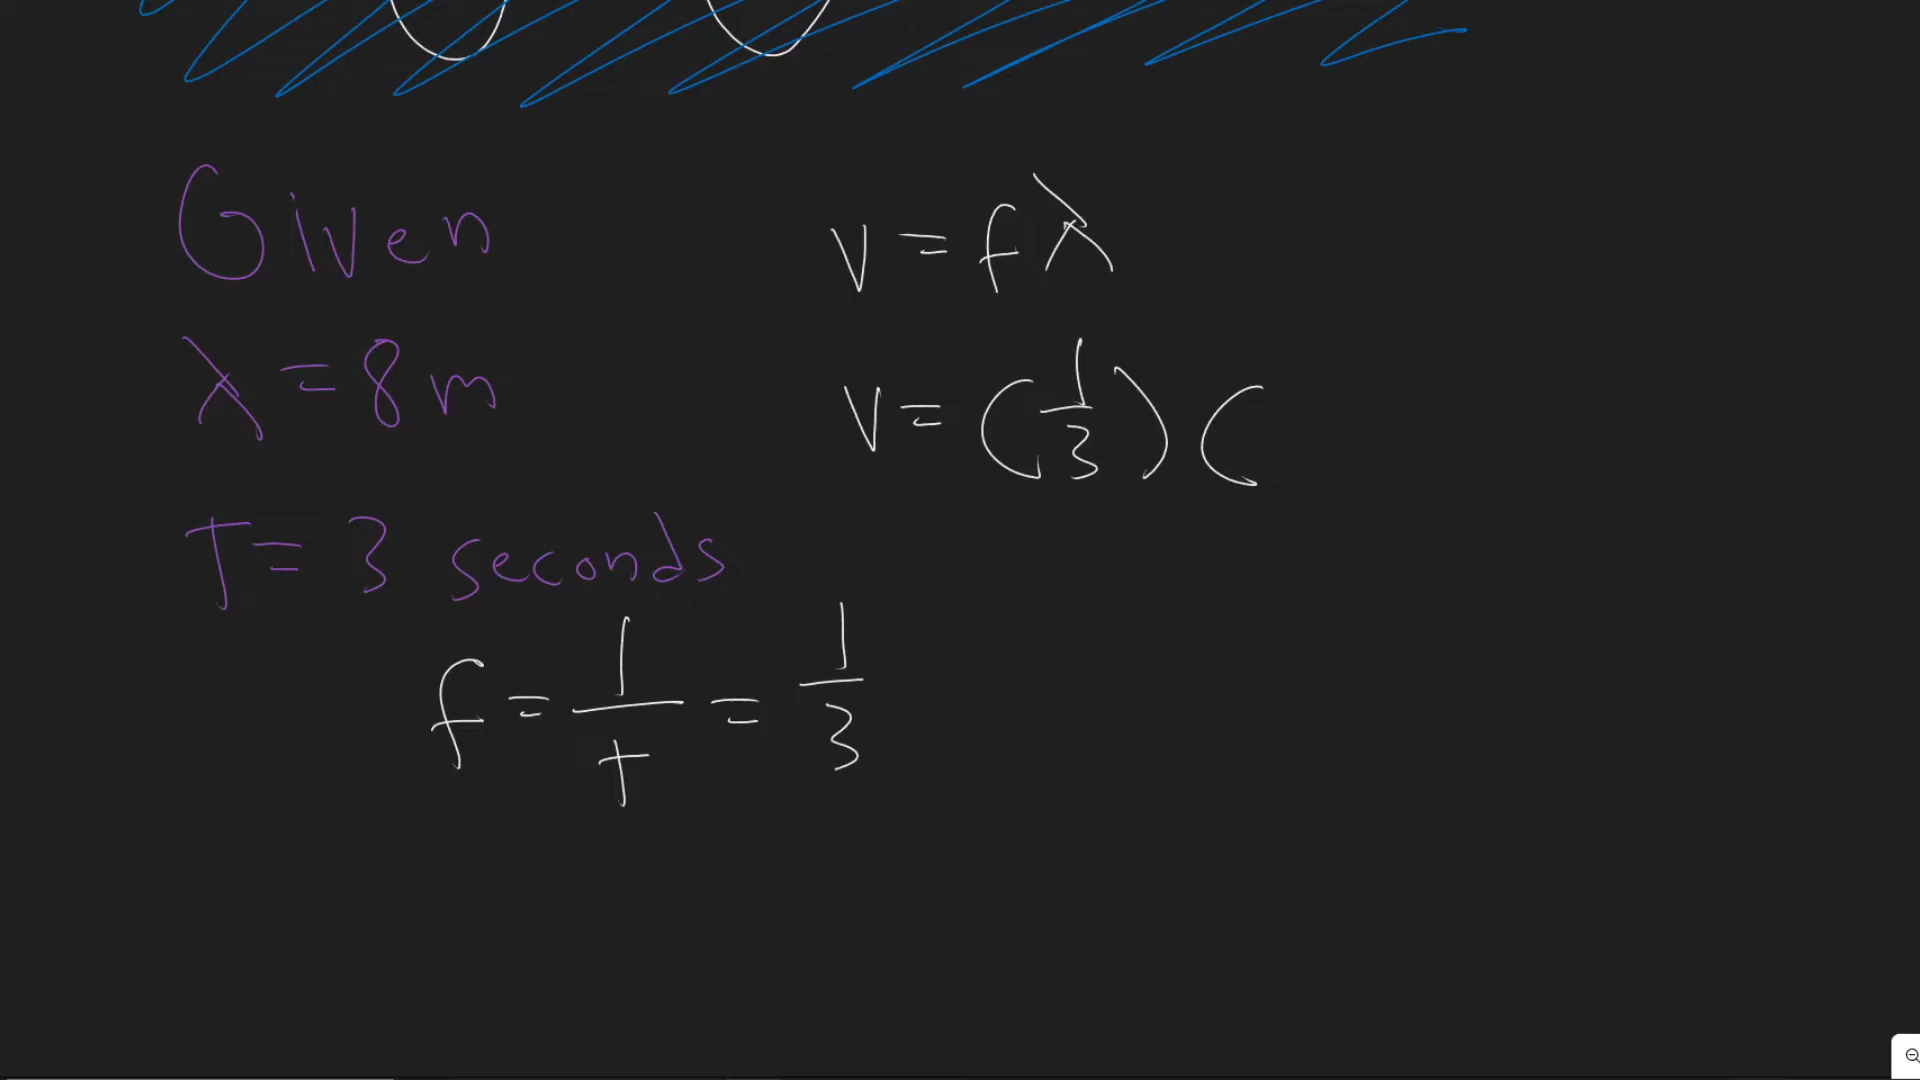 Given
λ = 8 m
T = 3 seconds
f = 1/T = 1/3
v = fλ
v = (1/3) (